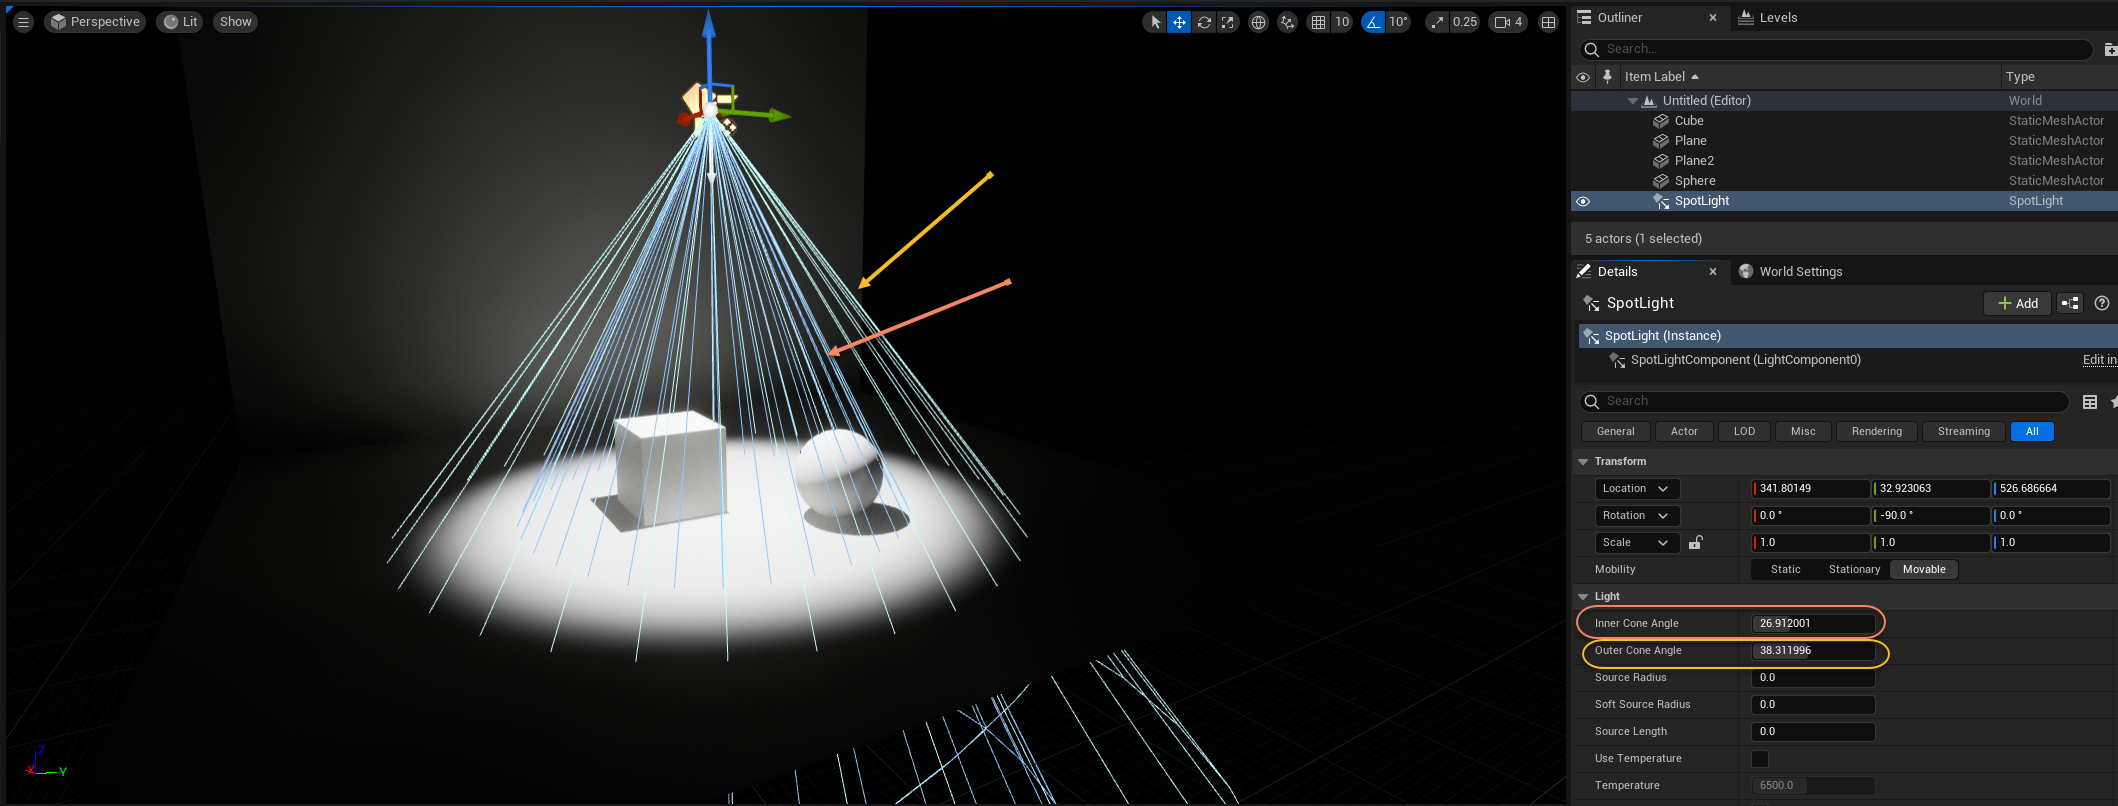 Perspective Lit Show 10 10° 0.25 4
Z
X Y
Outliner × Levels
Search...
Item Label Type
Untitled (Editor) World
Cube StaticMeshActor
Plane StaticMeshActor
Plane2 StaticMeshActor
Sphere StaticMeshActor
SpotLight SpotLight
5 actors (1 selected)
Details × World Settings
SpotLight + Add
SpotLight (Instance)
SpotLightComponent (LightComponent0) Edit in
Search
General Actor LOD Misc Rendering Streaming All
Transform
Location 341.80149 32.923063 526.686664
Rotation 0.0 ° -90.0 ° 0.0 °
Scale 1.0 1.0 1.0
Mobility Static Stationary Movable
Light
Inner Cone Angle 26.912001
Outer Cone Angle 38.311996
Source Radius 0.0
Soft Source Radius 0.0
Source Length 0.0
Use Temperature
Temperature 6500.0